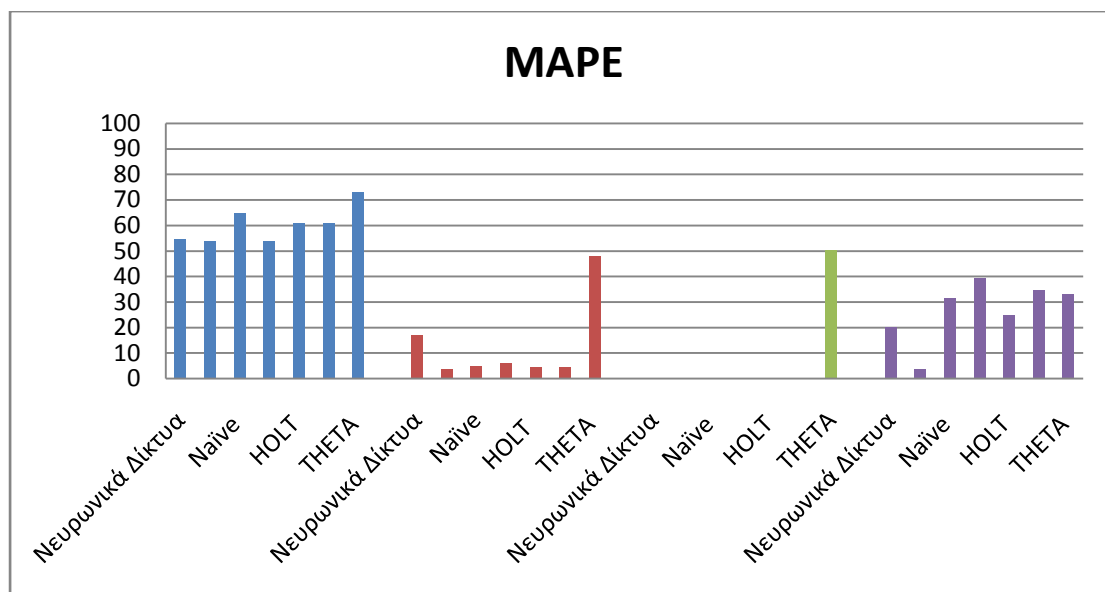 MAPE
100
90
80
70
60
50
40
30
20
10
0
Νευρωνικά Δίκτυα
Naïve
HOLT
THETA
Νευρωνικά Δίκτυα
Naïve
HOLT
THETA
Νευρωνικά Δίκτυα
Naïve
HOLT
THETA
Νευρωνικά Δίκτυα
Naïve
HOLT
THETA